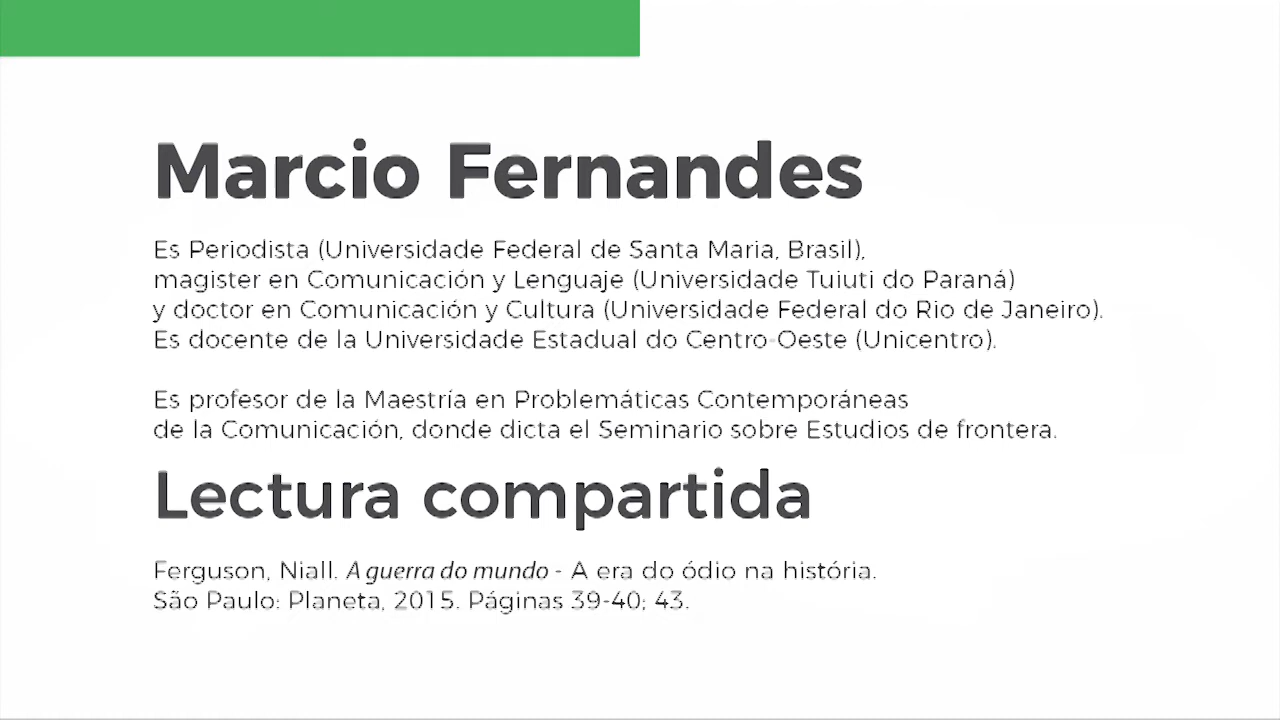 Marcio Fernandes
Es Periodista (Universidade Federal de Santa Maria, Brasil),
magister en Comunicación y Lenguaje (Universidade Tuiuti do Paraná)
y doctor en Comunicación y Cultura (Universidade Federal do Rio de Janeiro).
Es docente de la Universidade Estadual do Centro-Oeste (Unicentro).
Es profesor de la Maestría en Problemáticas Contemporáneas
de la Comunicación, donde dicta el Seminario sobre Estudios de frontera.
Lectura compartida
Ferguson, Niall. A guerra do mundo - A era do ódio na história.
São Paulo: Planeta, 2015. Páginas 39-40; 43.